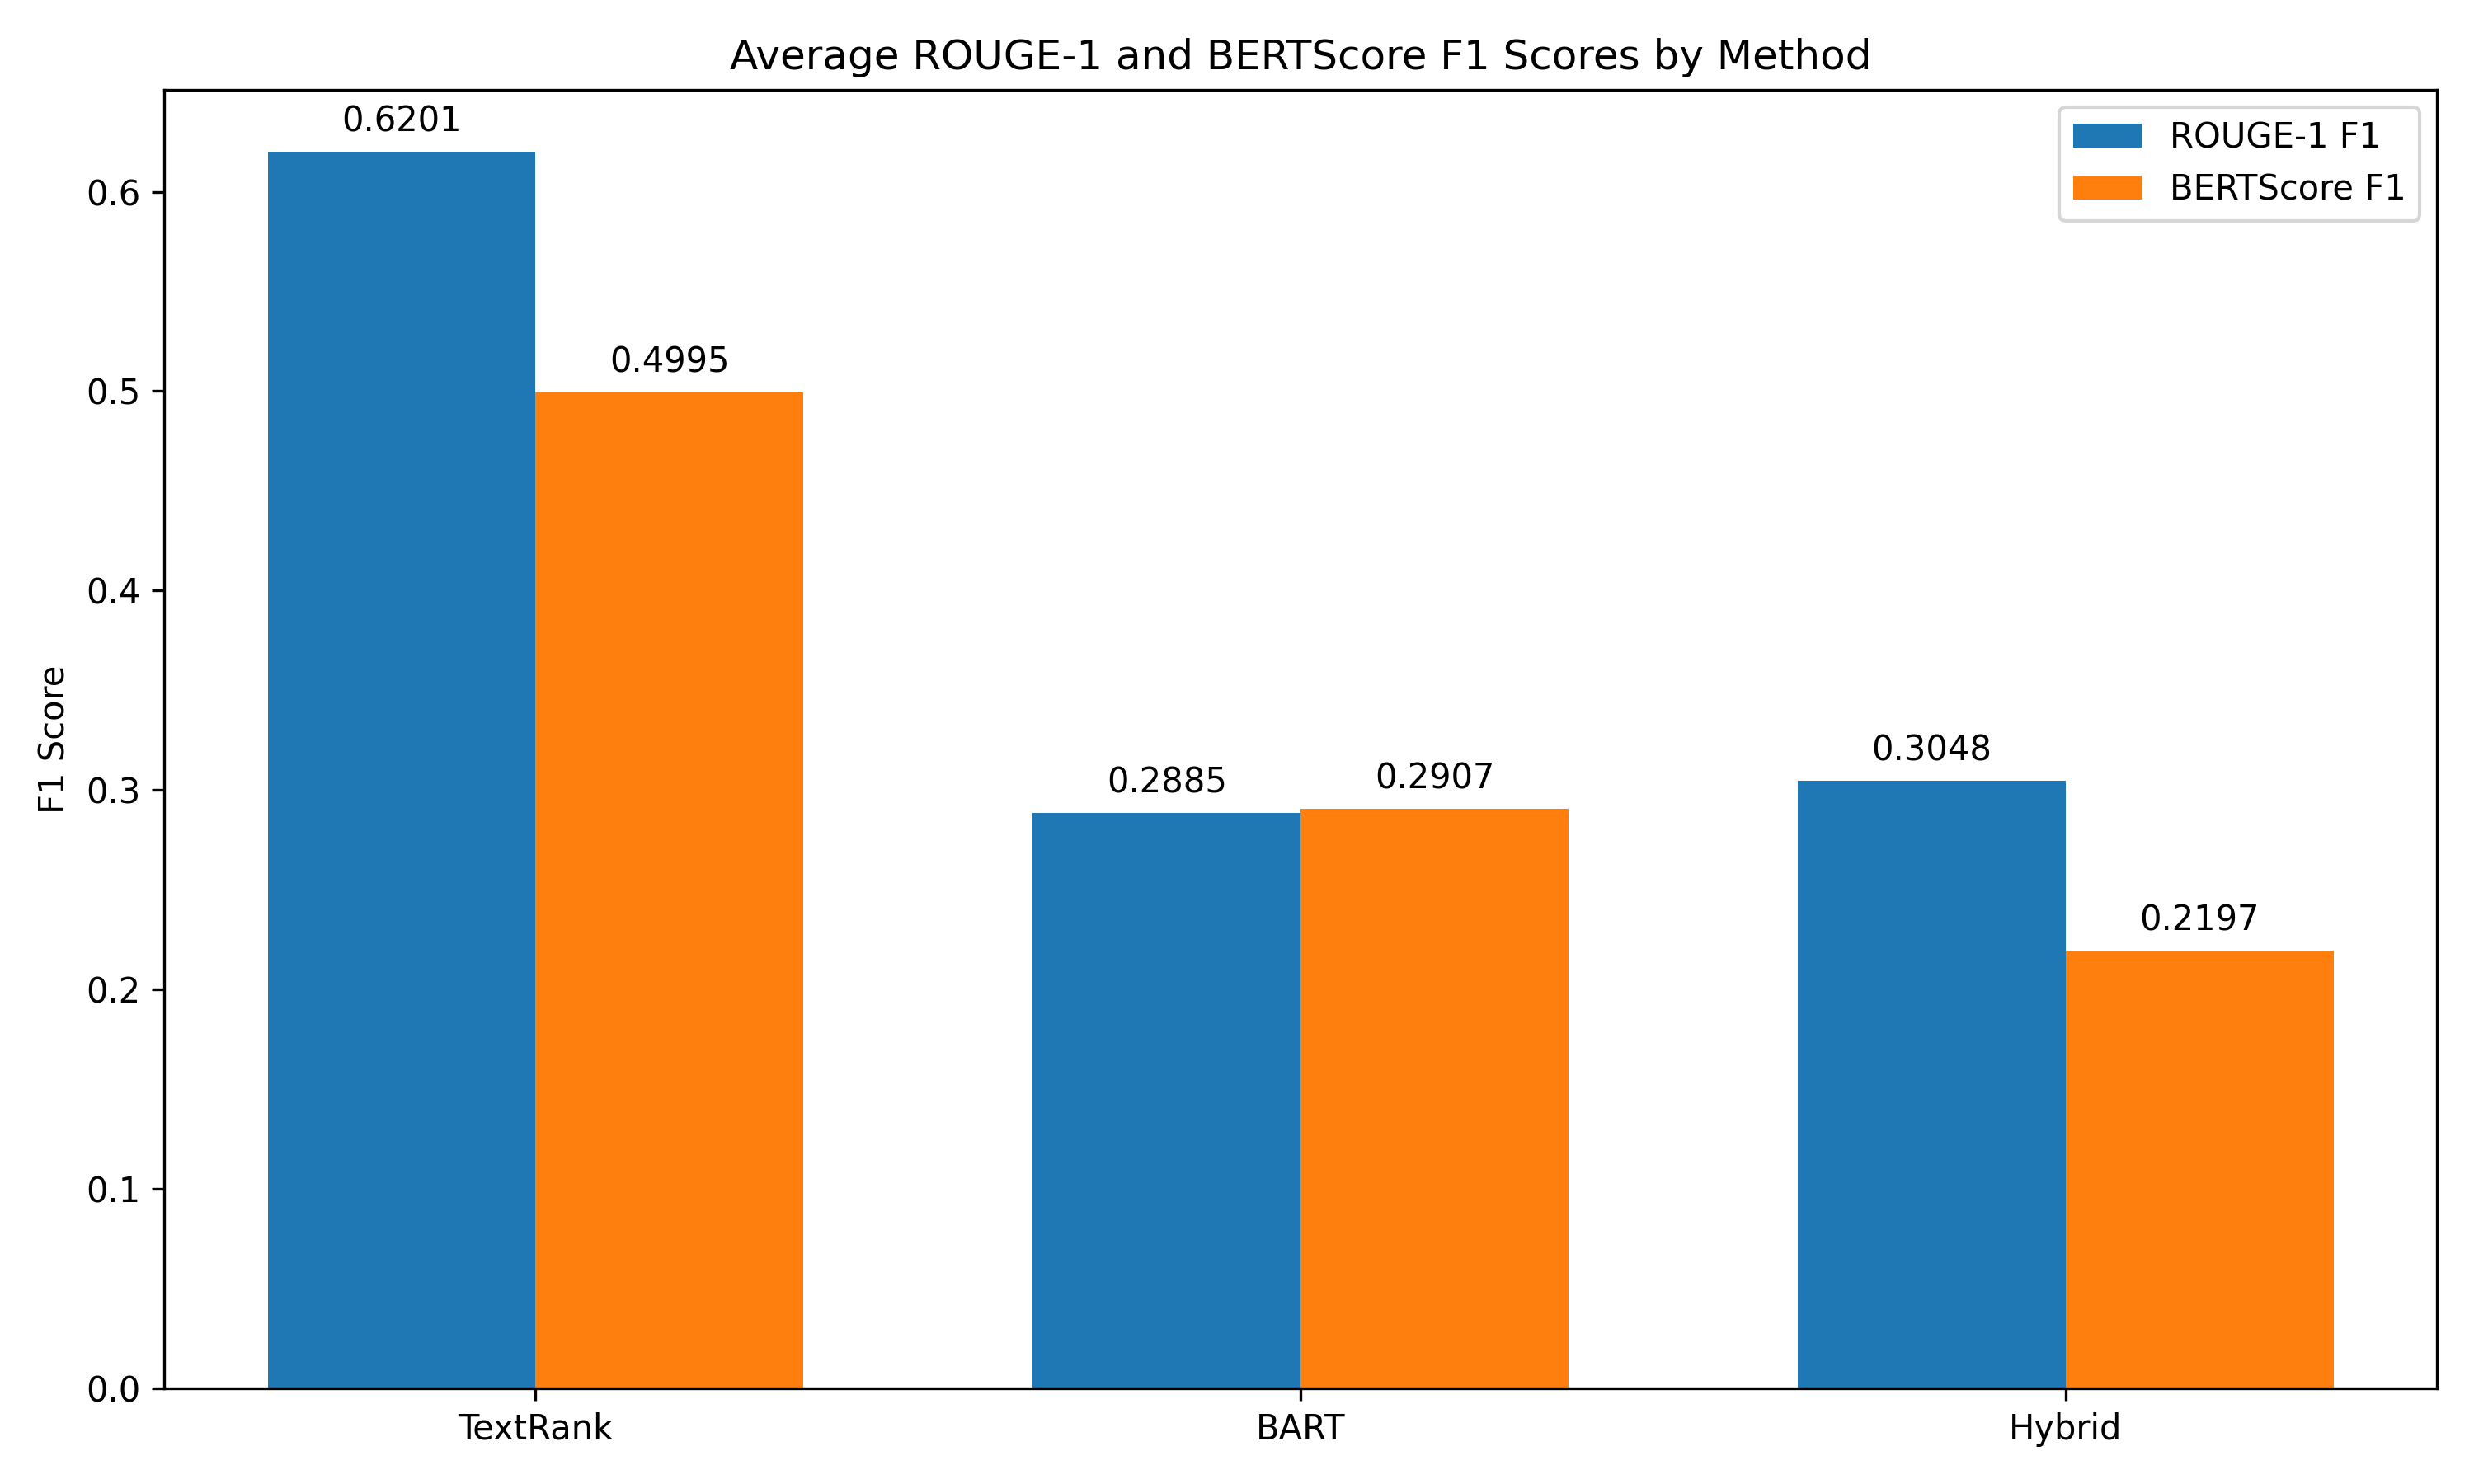 Average ROUGE-1 and BERTScore F1 Scores by Method
ROUGE-1 F1
BERTScore F1
F1 Score
0.6
0.5
0.4
0.3
0.2
0.1
0.0
0.6201
0.4995
0.2885
0.2907
0.3048
0.2197
TextRank
BART
Hybrid